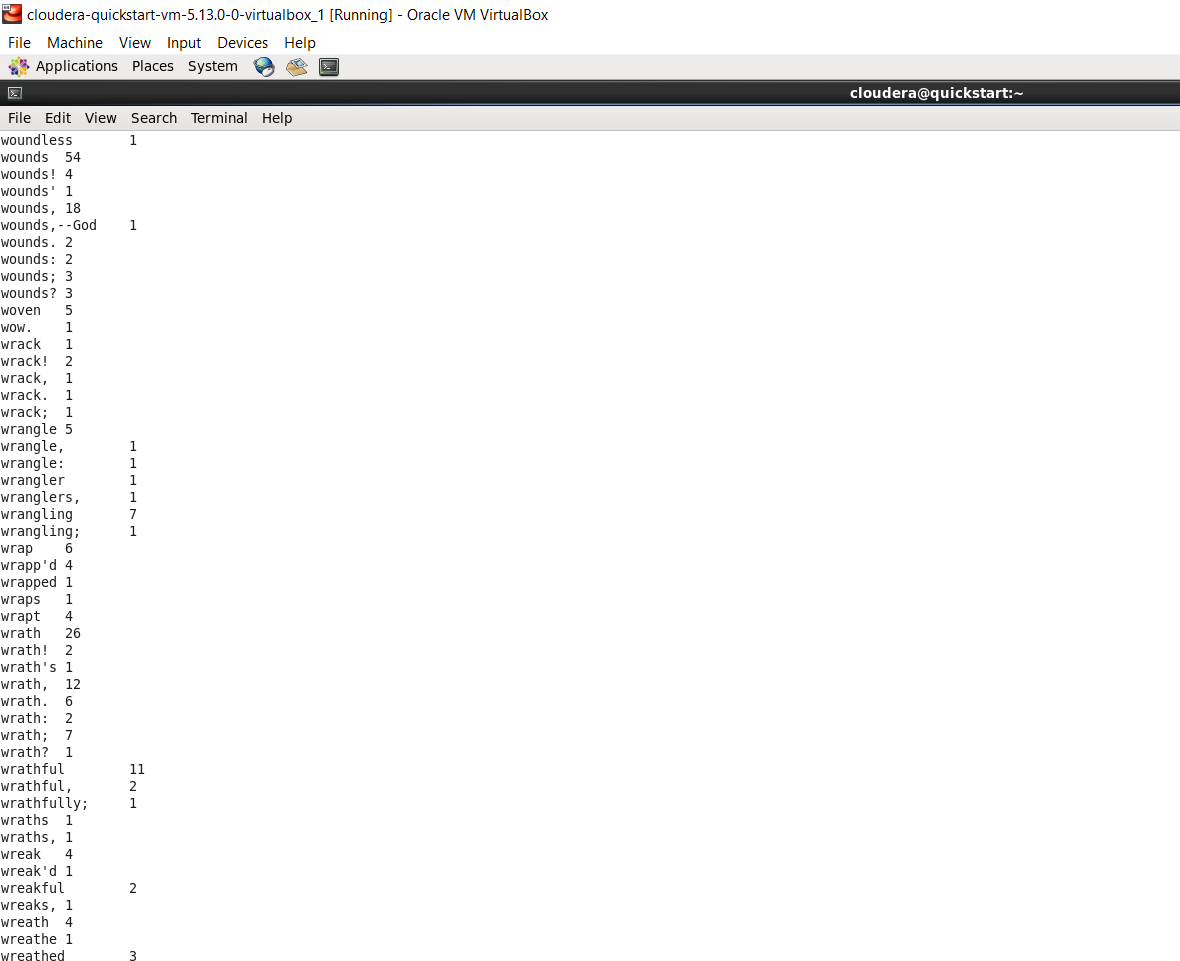 cloudera-quickstart-vm-5.13.0-0-virtualbox_1 [Running] - Oracle VM VirtualBox
File Machine View Input Devices Help
Applications Places System
cloudera@quickstart:~
File Edit View Search Terminal Help
woundless 1
wounds 54
wounds! 4
wounds' 1
wounds, 18
wounds,--God 1
wounds. 2
wounds: 2
wounds; 3
wounds? 3
woven 5
wow. 1
wrack 1
wrack! 2
wrack, 1
wrack. 1
wrack; 1
wrangle 5
wrangle, 1
wrangle: 1
wrangler 1
wranglers, 1
wrangling 7
wrangling; 1
wrap 6
wrapp'd 4
wrapped 1
wraps 1
wrapt 4
wrath 26
wrath! 2
wrath's 1
wrath, 12
wrath. 6
wrath: 2
wrath; 7
wrath? 1
wrathful 11
wrathful, 2
wrathfully; 1
wraths 1
wraths, 1
wreak 4
wreak'd 1
wreakful 2
wreaks, 1
wreath 4
wreathe 1
wreathed 3